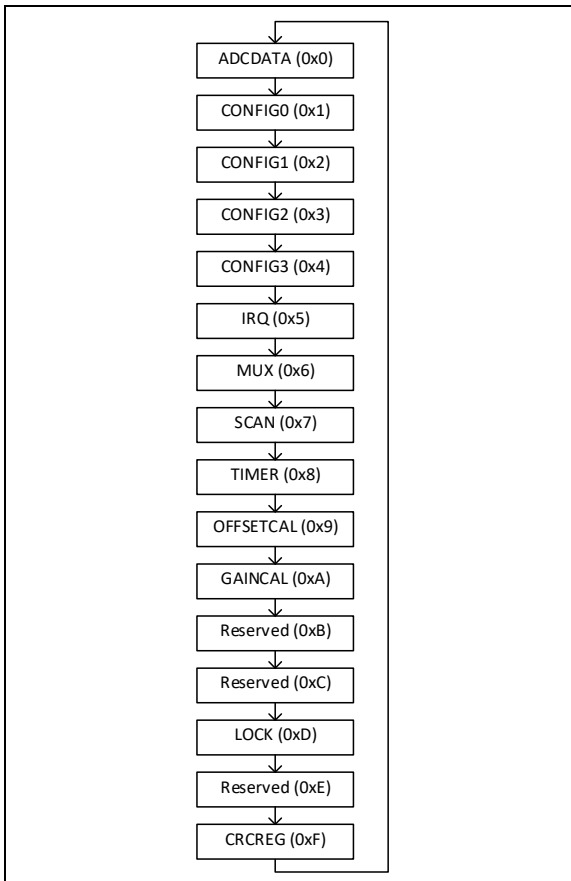 ADCDATA (0x0)
CONFIG0 (0x1)
CONFIG1 (0x2)
CONFIG2 (0x3)
CONFIG3 (0x4)
IRQ (0x5)
MUX (0x6)
SCAN (0x7)
TIMER (0x8)
OFFSETCAL (0x9)
GAINCAL (0xA)
Reserved (0xB)
Reserved (0xC)
LOCK (0xD)
Reserved (0xE)
CRCREG (0xF)